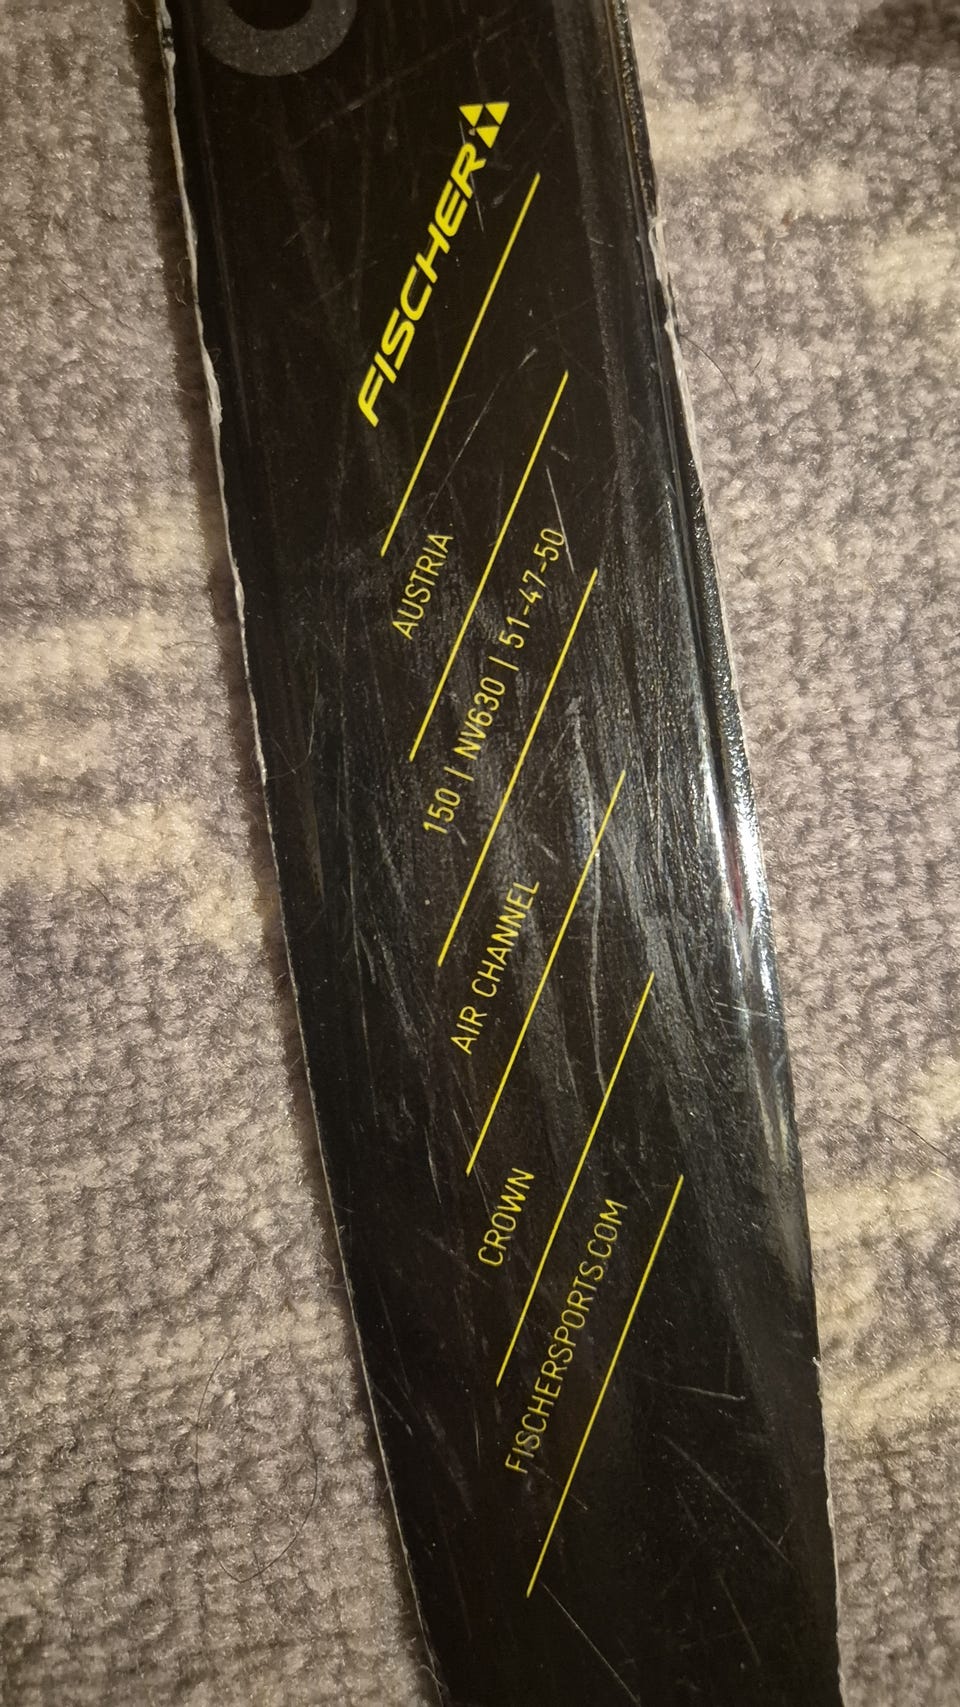 FISCHER
AUSTRIA
150 | NV630 | 51-47-50
AIR CHANNEL
CROWN
FISCHERSPORTS.COM